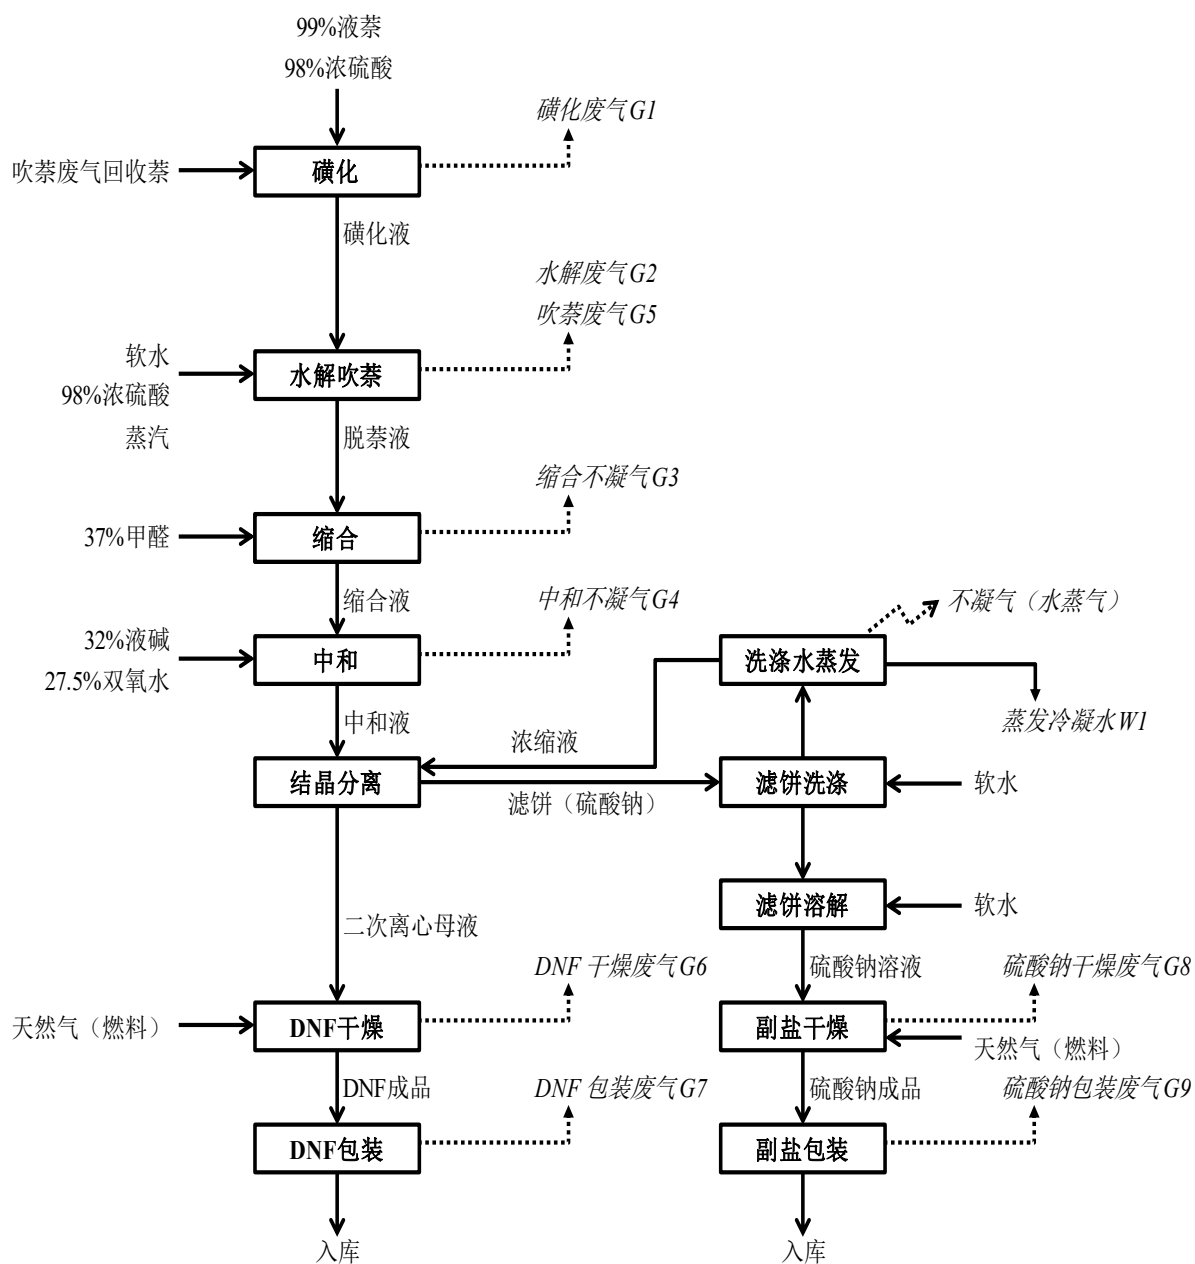 99%液萘
98%浓硫酸
磺化废气G1
吹萘废气回收萘
磺化
磺化液
水解废气G2
吹萘废气G5
软水
98%浓硫酸
蒸汽
水解吹萘
脱萘液
缩合不凝气G3
37%甲醛
缩合
缩合液
中和不凝气G4
不凝气（水蒸气）
32%液碱
27.5%双氧水
中和
洗涤水蒸发
中和液
浓缩液
蒸发冷凝水W1
结晶分离
滤饼（硫酸钠）
滤饼洗涤
软水
滤饼溶解
软水
二次离心母液
DNF 干燥废气G6
硫酸钠溶液
硫酸钠干燥废气G8
天然气（燃料）
DNF干燥
副盐干燥
天然气（燃料）
DNF成品
DNF 包装废气G7
硫酸钠成品
硫酸钠包装废气G9
DNF包装
副盐包装
入库
入库